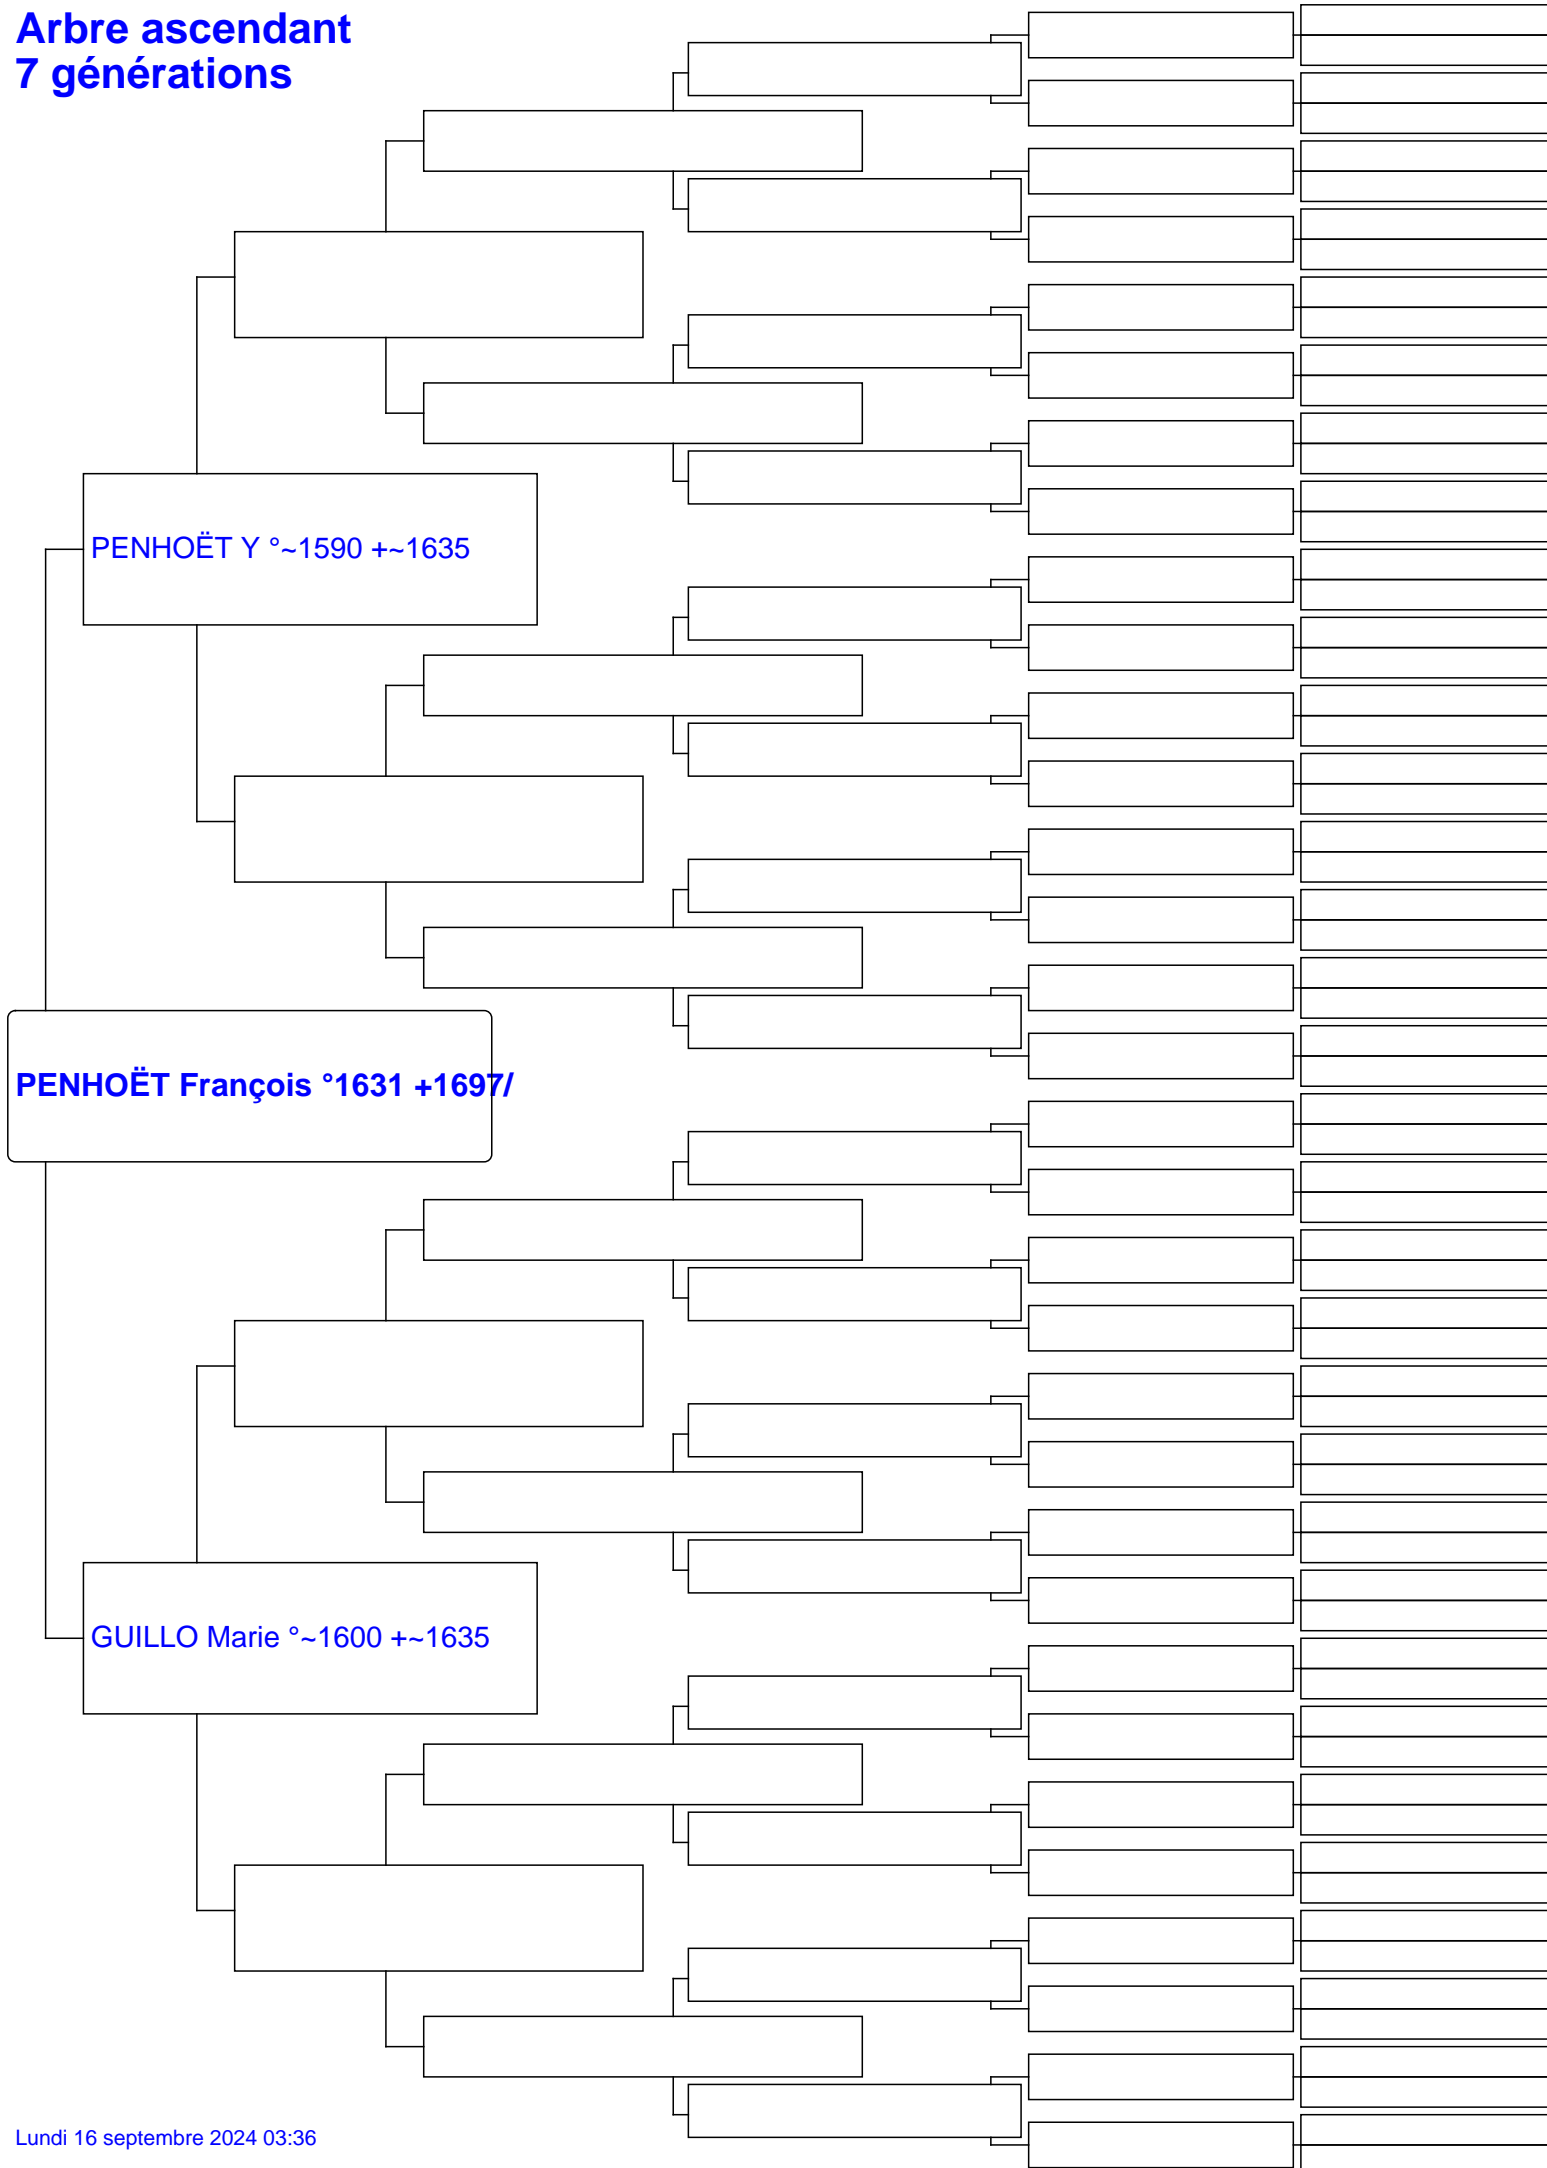 Arbre ascendant
7 générations
PENHOËT Y °~1590 +~1635
PENHOËT François °1631 +1697/
GUILLO Marie °~1600 +~1635
Lundi 16 septembre 2024 03:36